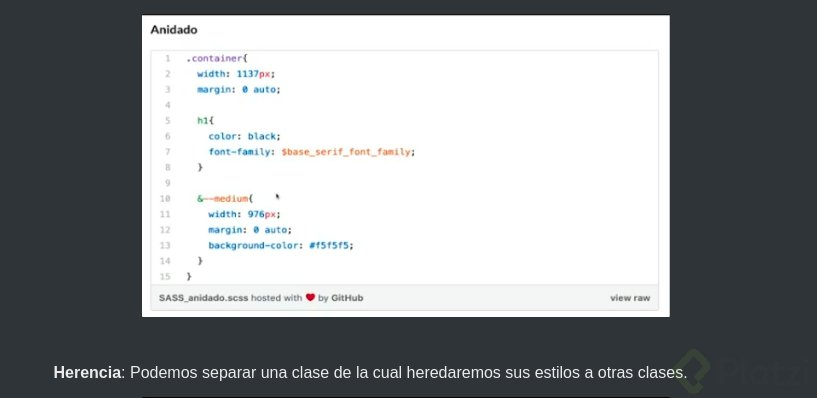 Anidado
1 .container{
2 width: 1137px;
3 margin: 0 auto;
4
5 h1{
6 color: black;
7 font-family: $base_serif_font_family;
8 }
9
10 &--medium{
11 width: 976px;
12 margin: 0 auto;
13 background-color: #f5f5f5;
14 }
15 }
SASS_anidado.scss hosted with ❤ by GitHub view raw
Herencia: Podemos separar una clase de la cual heredaremos sus estilos a otras clases.
Platzi